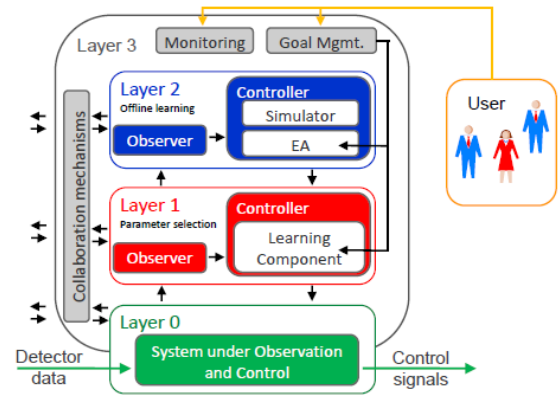 Layer 3
Monitoring
Goal Mgmt.
User
Collaboration mechanisms
Layer 2
Offline learning
Observer
Controller
Simulator
EA
Layer 1
Parameter selection
Observer
Controller
Learning
Component
Layer 0
System under Observation
and Control
Detector
data
Control
signals